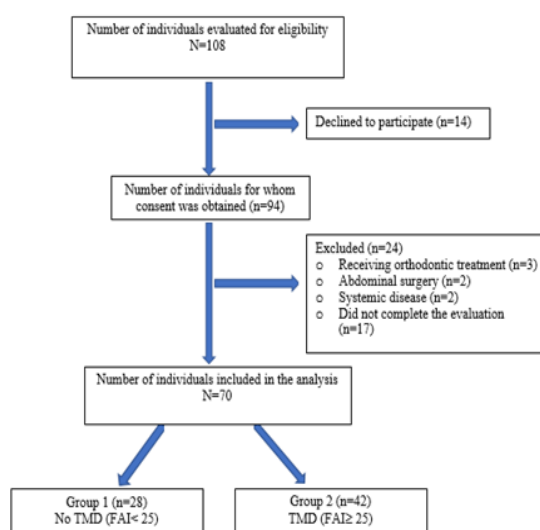 Number of individuals evaluated for eligibility
N=108
Declined to participate (n=14)
Number of individuals for whom
consent was obtained (n=94)
Excluded (n=24)
o Receiving orthodontic treatment (n=3)
o Abdominal surgery (n=2)
o Systemic disease (n=2)
o Did not complete the evaluation
(n=17)
Number of individuals included in the analysis
N=70
Group 1 (n=28)
No TMD (FAI< 25)
Group 2 (n=42)
TMD (FAI≥ 25)